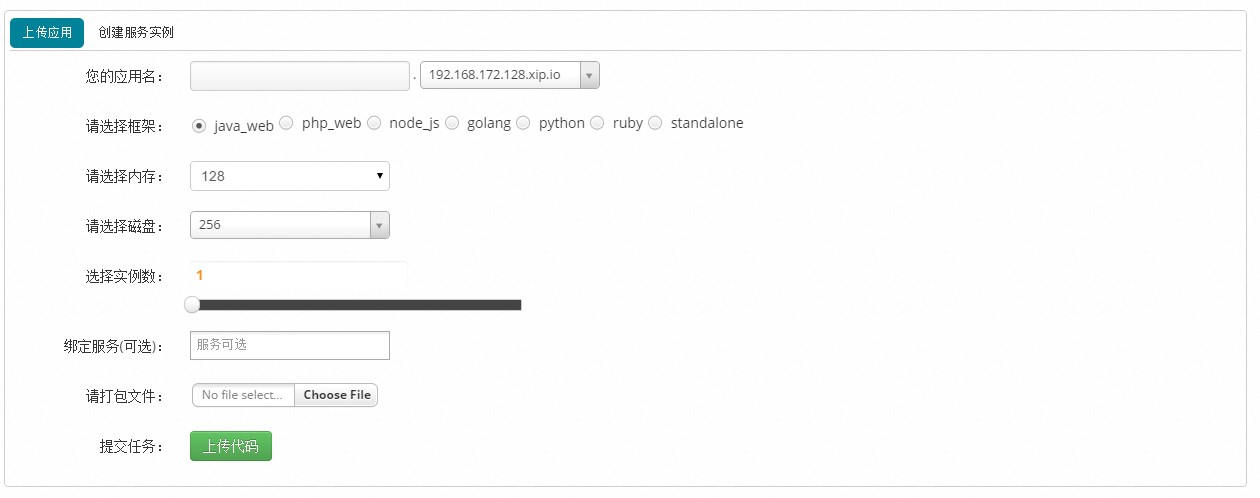 上传应用 创建服务实例
您的应用名： . 192.168.172.128.xip.io
请选择框架： java_web php_web node_js golang python ruby standalone
请选择内存： 128
请选择磁盘： 256
选择实例数： 1
绑定服务(可选)： 服务可选
请打包文件： No file select... Choose File
提交任务： 上传代码